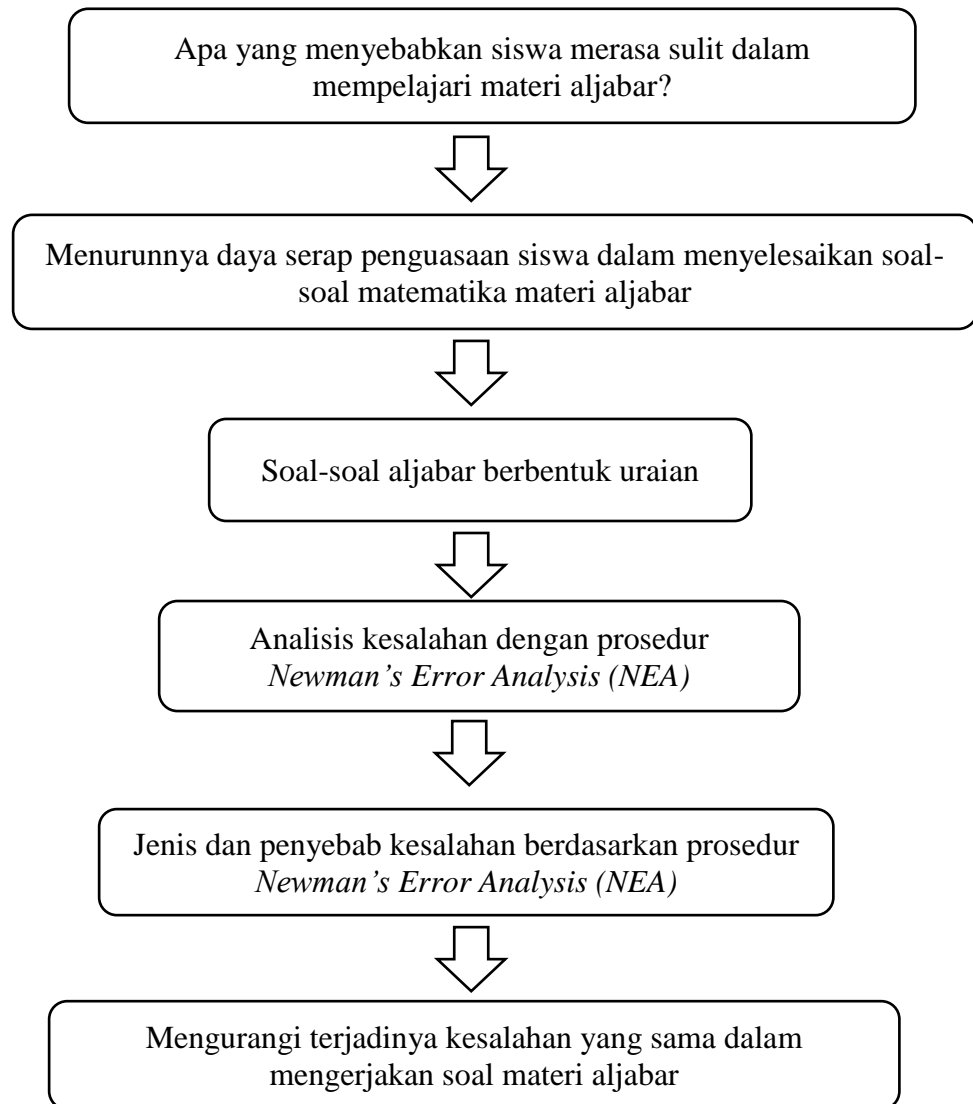 Apa yang menyebabkan siswa merasa sulit dalam
mempelajari materi aljabar?
Menurunnya daya serap penguasaan siswa dalam menyelesaikan soal-
soal matematika materi aljabar
Soal-soal aljabar berbentuk uraian
Analisis kesalahan dengan prosedur
Newman’s Error Analysis (NEA)
Jenis dan penyebab kesalahan berdasarkan prosedur
Newman’s Error Analysis (NEA)
Mengurangi terjadinya kesalahan yang sama dalam
mengerjakan soal materi aljabar